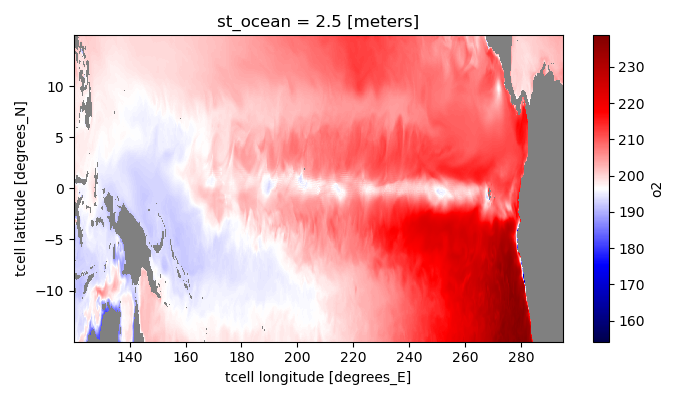 st_ocean = 2.5 [meters]
10
5
0
−5
−10
tcell latitude [degrees_N]
140 160 180 200 220 240 260 280
tcell longitude [degrees_E]
230
220
210
200
190
180
170
160
o2